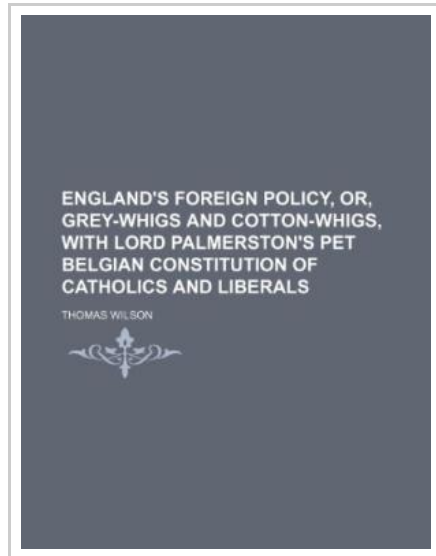 ENGLAND'S FOREIGN POLICY, OR,
GREY-WHIGS AND COTTON-WHIGS,
WITH LORD PALMERSTON'S PET
BELGIAN CONSTITUTION OF
CATHOLICS AND LIBERALS
THOMAS WILSON